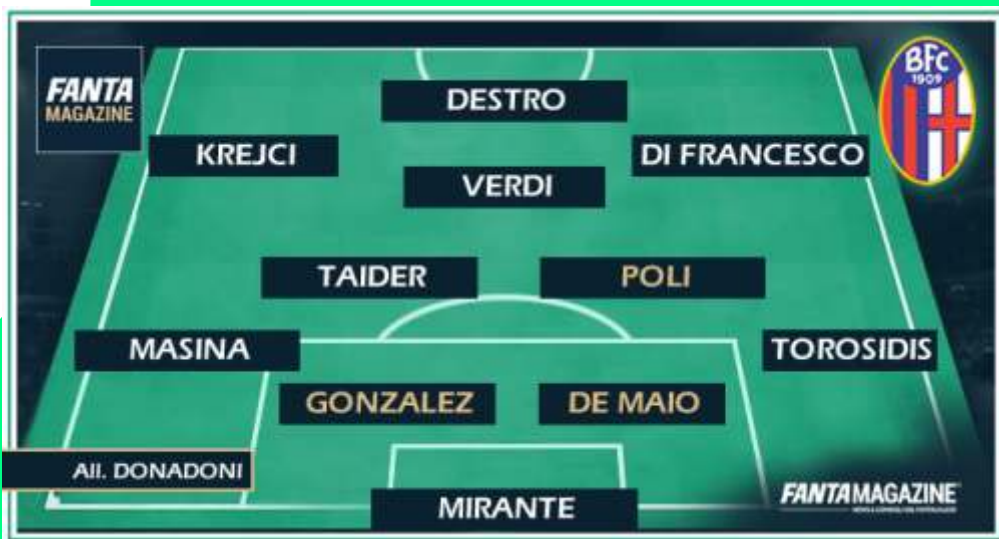 FANTA
MAGAZINE
BFC
1909
DESTRO
KREJCI
DI FRANCESCO
VERDI
TAIDER
POLI
MASINA
TOROSIDIS
GONZALEZ
DE MAIO
All. DONADONI
MIRANTE
FANTAMAGAZINE